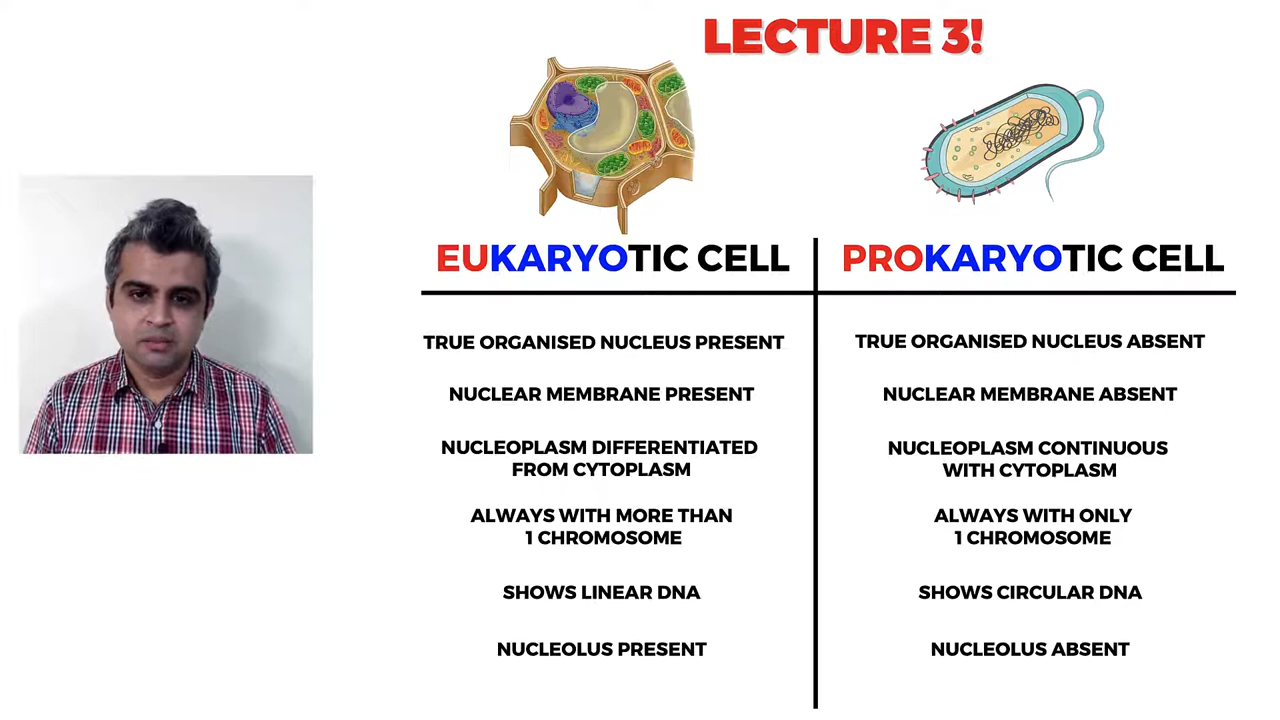 LECTURE 3!
EUKARYOTIC CELL
PROKARYOTIC CELL
TRUE ORGANISED NUCLEUS PRESENT
TRUE ORGANISED NUCLEUS ABSENT
NUCLEAR MEMBRANE PRESENT
NUCLEAR MEMBRANE ABSENT
NUCLEOPLASM DIFFERENTIATED
FROM CYTOPLASM
NUCLEOPLASM CONTINUOUS
WITH CYTOPLASM
ALWAYS WITH MORE THAN
1 CHROMOSOME
ALWAYS WITH ONLY
1 CHROMOSOME
SHOWS LINEAR DNA
SHOWS CIRCULAR DNA
NUCLEOLUS PRESENT
NUCLEOLUS ABSENT